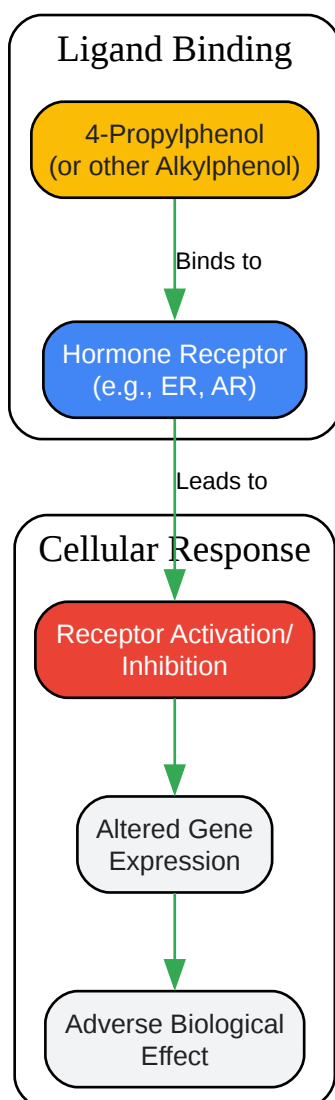 Ligand Binding
4-Propylphenol
(or other Alkylphenol)
Binds to
Hormone Receptor
(e.g., ER, AR)
Leads to
Cellular Response
Receptor Activation/
Inhibition
Altered Gene
Expression
Adverse Biological
Effect